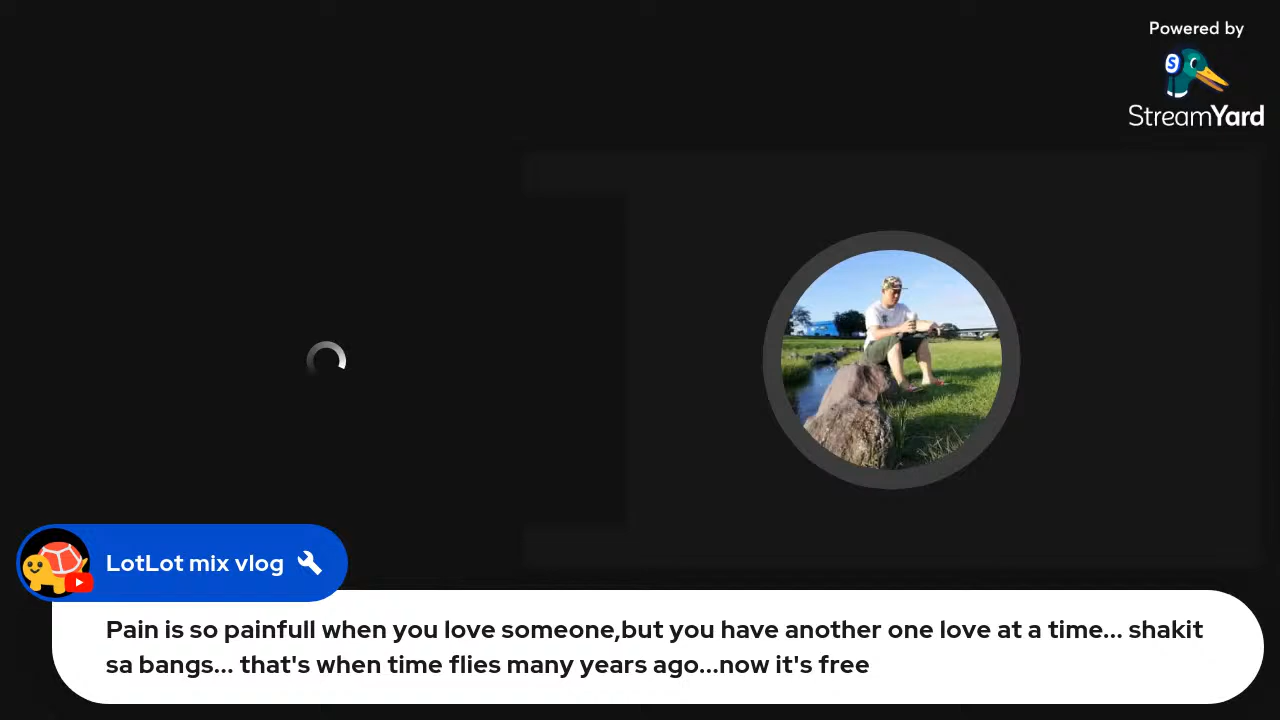 Powered by
StreamYard
LotLot mix vlog
Pain is so painfull when you love someone,but you have another one love at a time... shakit
sa bangs... that's when time flies many years ago...now it's free